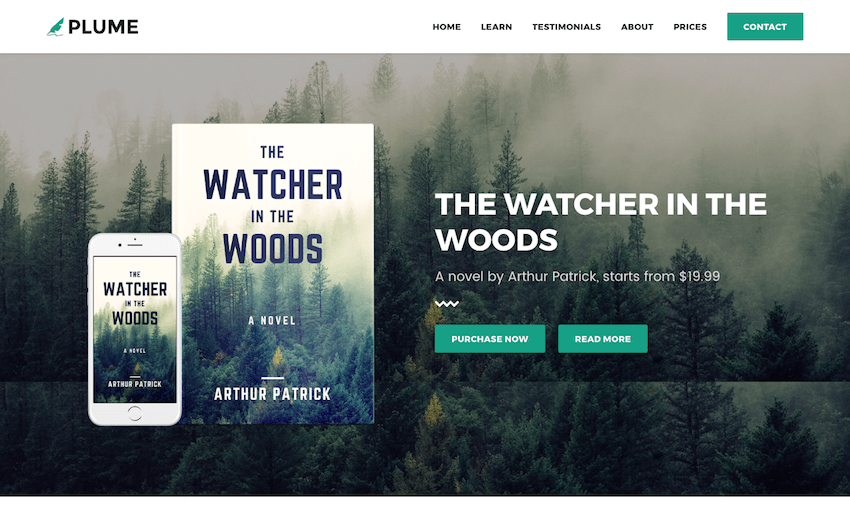 PLUME
HOME LEARN TESTIMONIALS ABOUT PRICES CONTACT
THE
WATCHER
IN THE
WOODS
A NOVEL
ARTHUR PATRICK
THE
WATCHER
IN THE
WOODS
A NOVEL
ARTHUR PATRICK
THE WATCHER IN THE
WOODS
A novel by Arthur Patrick, starts from $19.99
PURCHASE NOW READ MORE